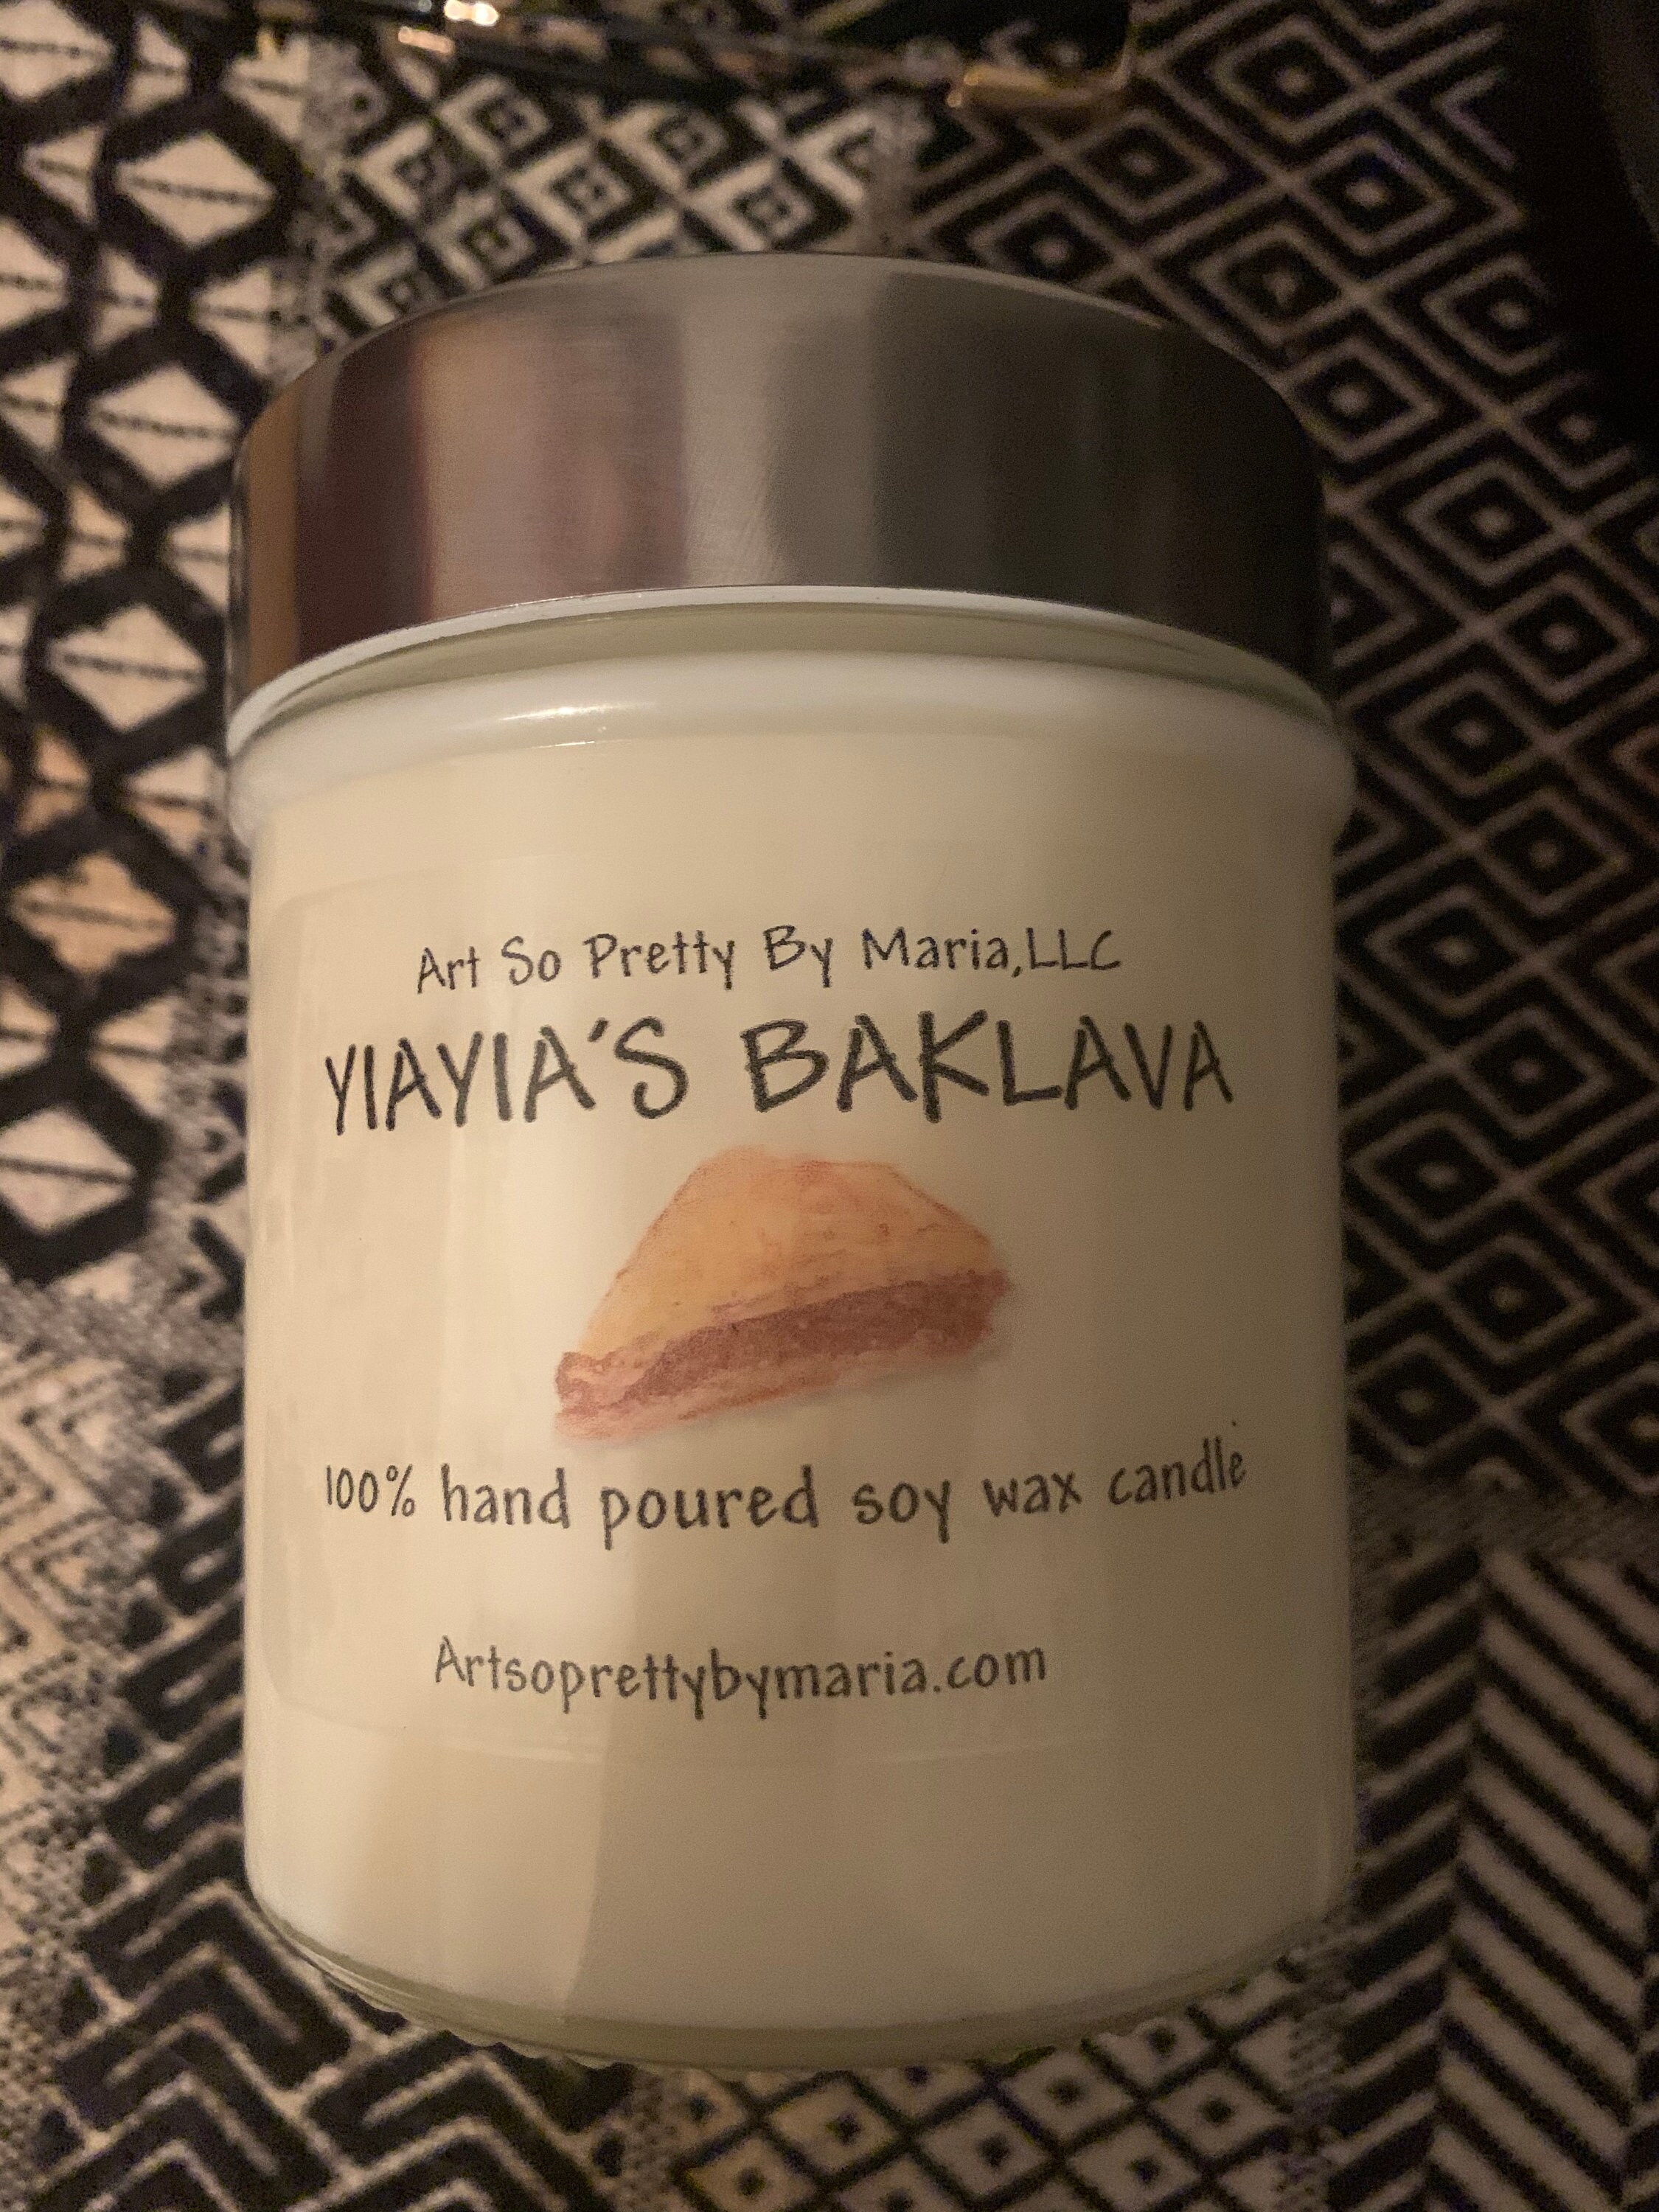 Art So Pretty By Maria,LLC
YIAYIA'S BAKLAVA
100% hand poured soy wax candle
Artsoprettybymaria.com